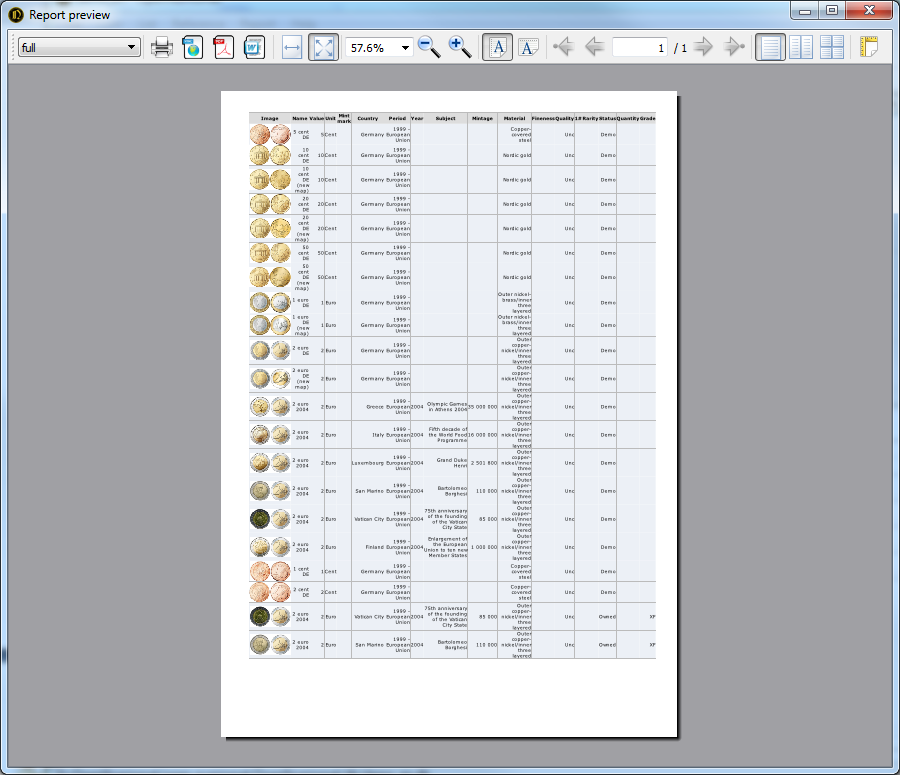 Report preview
full 57.6% 1 / 1
Image Name Value Unit Mint mark Country Period Year Subject Mintage Material Fineness Quality 1# Rarity Status Quantity Grade
5 cent DE 5 Cent Germany 1999 - European Union Copper-covered steel Unc Demo
10 cent DE 10 Cent Germany 1999 - European Union Nordic gold Unc Demo
10 cent DE (new map) 10 Cent Germany 1999 - European Union Nordic gold Unc Demo
20 cent DE 20 Cent Germany 1999 - European Union Nordic gold Unc Demo
20 cent DE (new map) 20 Cent Germany 1999 - European Union Nordic gold Unc Demo
50 cent DE 50 Cent Germany 1999 - European Union Nordic gold Unc Demo
50 cent DE (new map) 50 Cent Germany 1999 - European Union Nordic gold Unc Demo
1 euro DE 1 Euro Germany 1999 - European Union Outer nickel-brass/inner three layered Unc Demo
1 euro DE (new map) 1 Euro Germany 1999 - European Union Outer nickel-brass/inner three layered Unc Demo
2 euro DE 2 Euro Germany 1999 - European Union Outer copper-nickel/inner three layered Unc Demo
2 euro DE (new map) 2 Euro Germany 1999 - European Union Outer copper-nickel/inner three layered Unc Demo
2 euro 2004 2 Euro Greece 1999 - European Union 2004 Olympic Games in Athens 2004 35 000 000 Outer copper-nickel/inner three layered Unc Demo
2 euro 2004 2 Euro Italy 1999 - European Union 2004 Fifth decade of the World Food Programme 16 000 000 Outer copper-nickel/inner three layered Unc Demo
2 euro 2004 2 Euro Luxembourg 1999 - European Union 2004 Grand Duke Henri 2 501 800 Outer copper-nickel/inner three layered Unc Demo
2 euro 2004 2 Euro San Marino 1999 - European Union 2004 Bartolomeo Borghesi 110 000 Outer copper-nickel/inner three layered Unc Demo
2 euro 2004 2 Euro Vatican City 1999 - European Union 2004 75th anniversary of the founding of the Vatican City State 85 000 Outer copper-nickel/inner three layered Unc Demo
2 euro 2004 2 Euro Finland 1999 - European Union 2004 Enlargement of the European Union to ten new Member States 1 000 000 Outer copper-nickel/inner three layered Unc Demo
1 cent DE 1 Cent Germany 1999 - European Union Copper-covered steel Unc Demo
2 cent DE 2 Cent Germany 1999 - European Union Copper-covered steel Unc Demo
2 euro 2004 2 Euro Vatican City 1999 - European Union 2004 75th anniversary of the founding of the Vatican City State 85 000 Outer copper-nickel/inner three layered Unc Owned XF
2 euro 2004 2 Euro San Marino 1999 - European Union 2004 Bartolomeo Borghesi 110 000 Outer copper-nickel/inner three layered Unc Owned XF